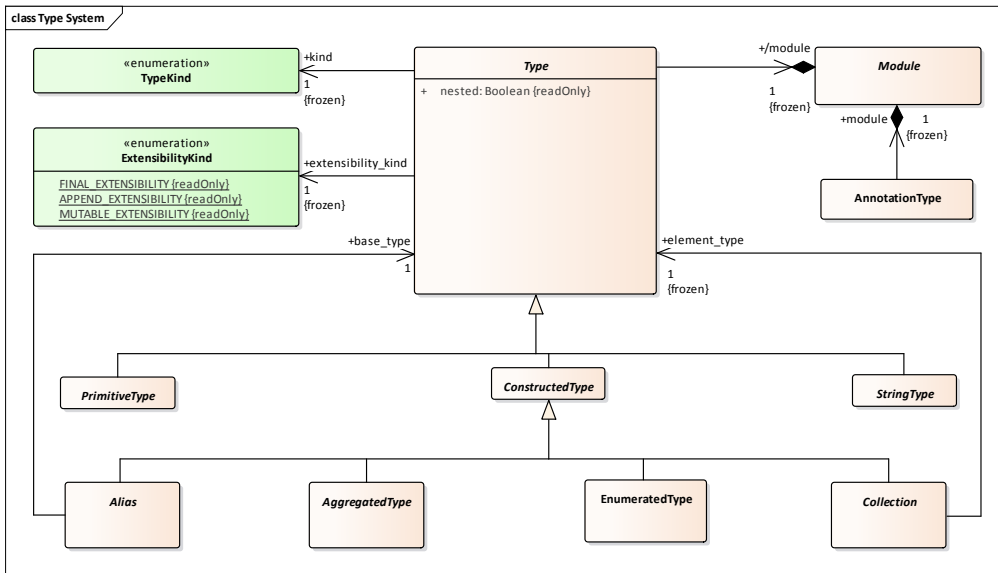 class Type System
«enumeration»
TypeKind
+kind
1
{frozen}
Type
+ nested: Boolean {readOnly}
+/module
1
{frozen}
Module
«enumeration»
ExtensibilityKind
FINAL_EXTENSIBILITY {readOnly}
APPEND_EXTENSIBILITY {readOnly}
MUTABLE_EXTENSIBILITY {readOnly}
+extensibility_kind
1
{frozen}
+module
1
{frozen}
AnnotationType
+base_type
1
+element_type
1
{frozen}
PrimitiveType
ConstructedType
StringType
Alias
AggregatedType
EnumeratedType
Collection